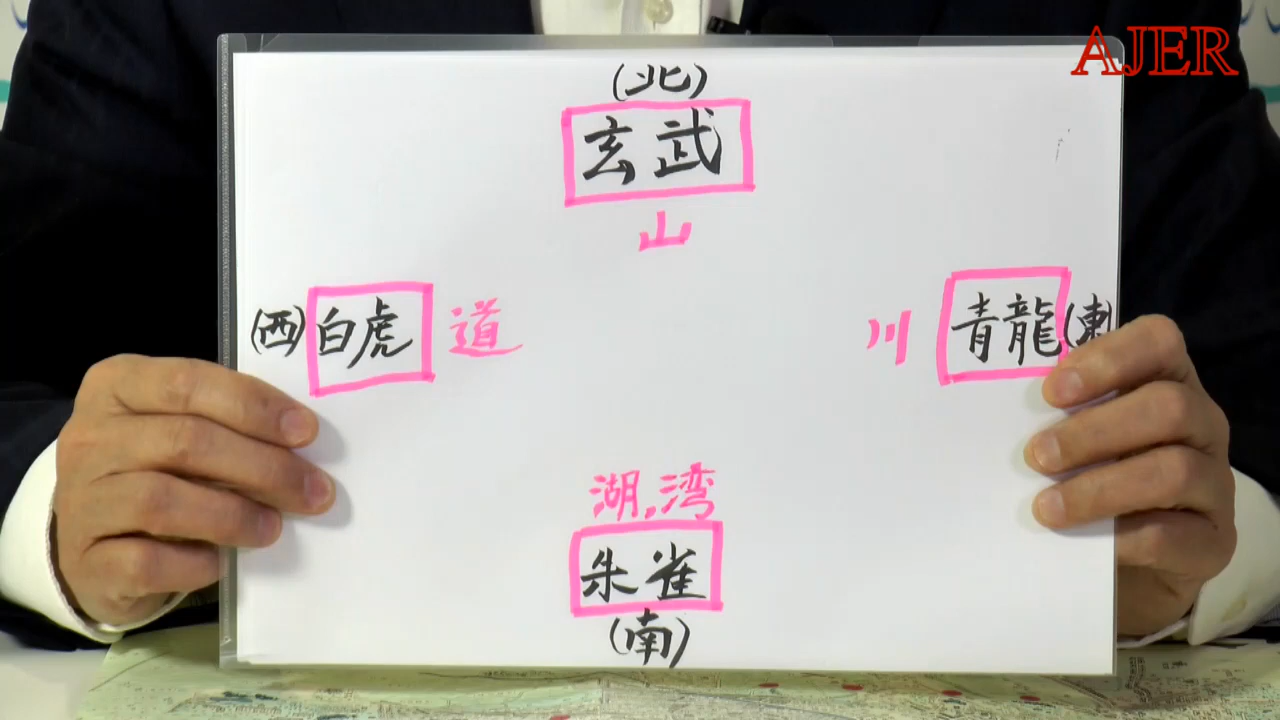 AJER
(北)
玄武
山
(西) 白虎 道
川 青龍 (東)
湖,湾
朱雀
(南)